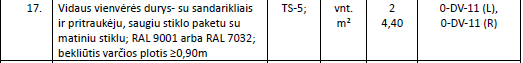 17. Vidaus vienvėrės durys- su sandarikliais TS-5; vnt. 2 0-DV-11 (L),
ir pritraukėju, saugiu stiklo paketu su m² 4,40 0-DV-11 (R)
matiniu stiklu; RAL 9001 arba RAL 7032;
bekliūtis varčios plotis ≥0,90m